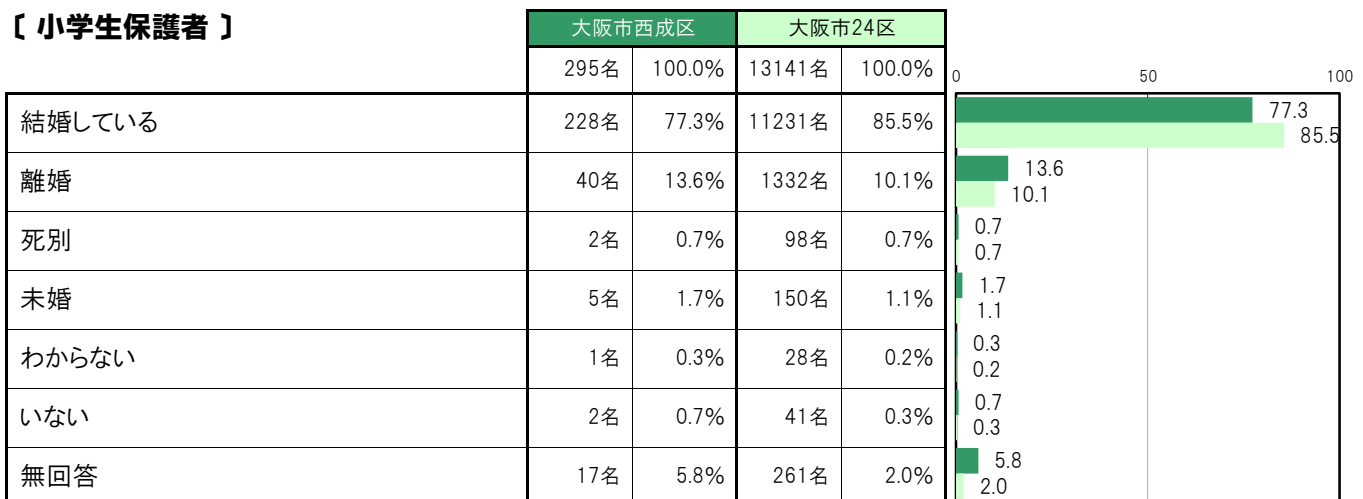 〔 小学生保護者 〕
大阪市西成区 大阪市24区
295名 100.0% 13141名 100.0% 0 50 100
結婚している 228名 77.3% 11231名 85.5% 77.3
85.5
離婚 40名 13.6% 1332名 10.1% 13.6
10.1
死別 2名 0.7% 98名 0.7% 0.7
0.7
未婚 5名 1.7% 150名 1.1% 1.7
1.1
わからない 1名 0.3% 28名 0.2% 0.3
0.2
いない 2名 0.7% 41名 0.3% 0.7
0.3
無回答 17名 5.8% 261名 2.0% 5.8
2.0